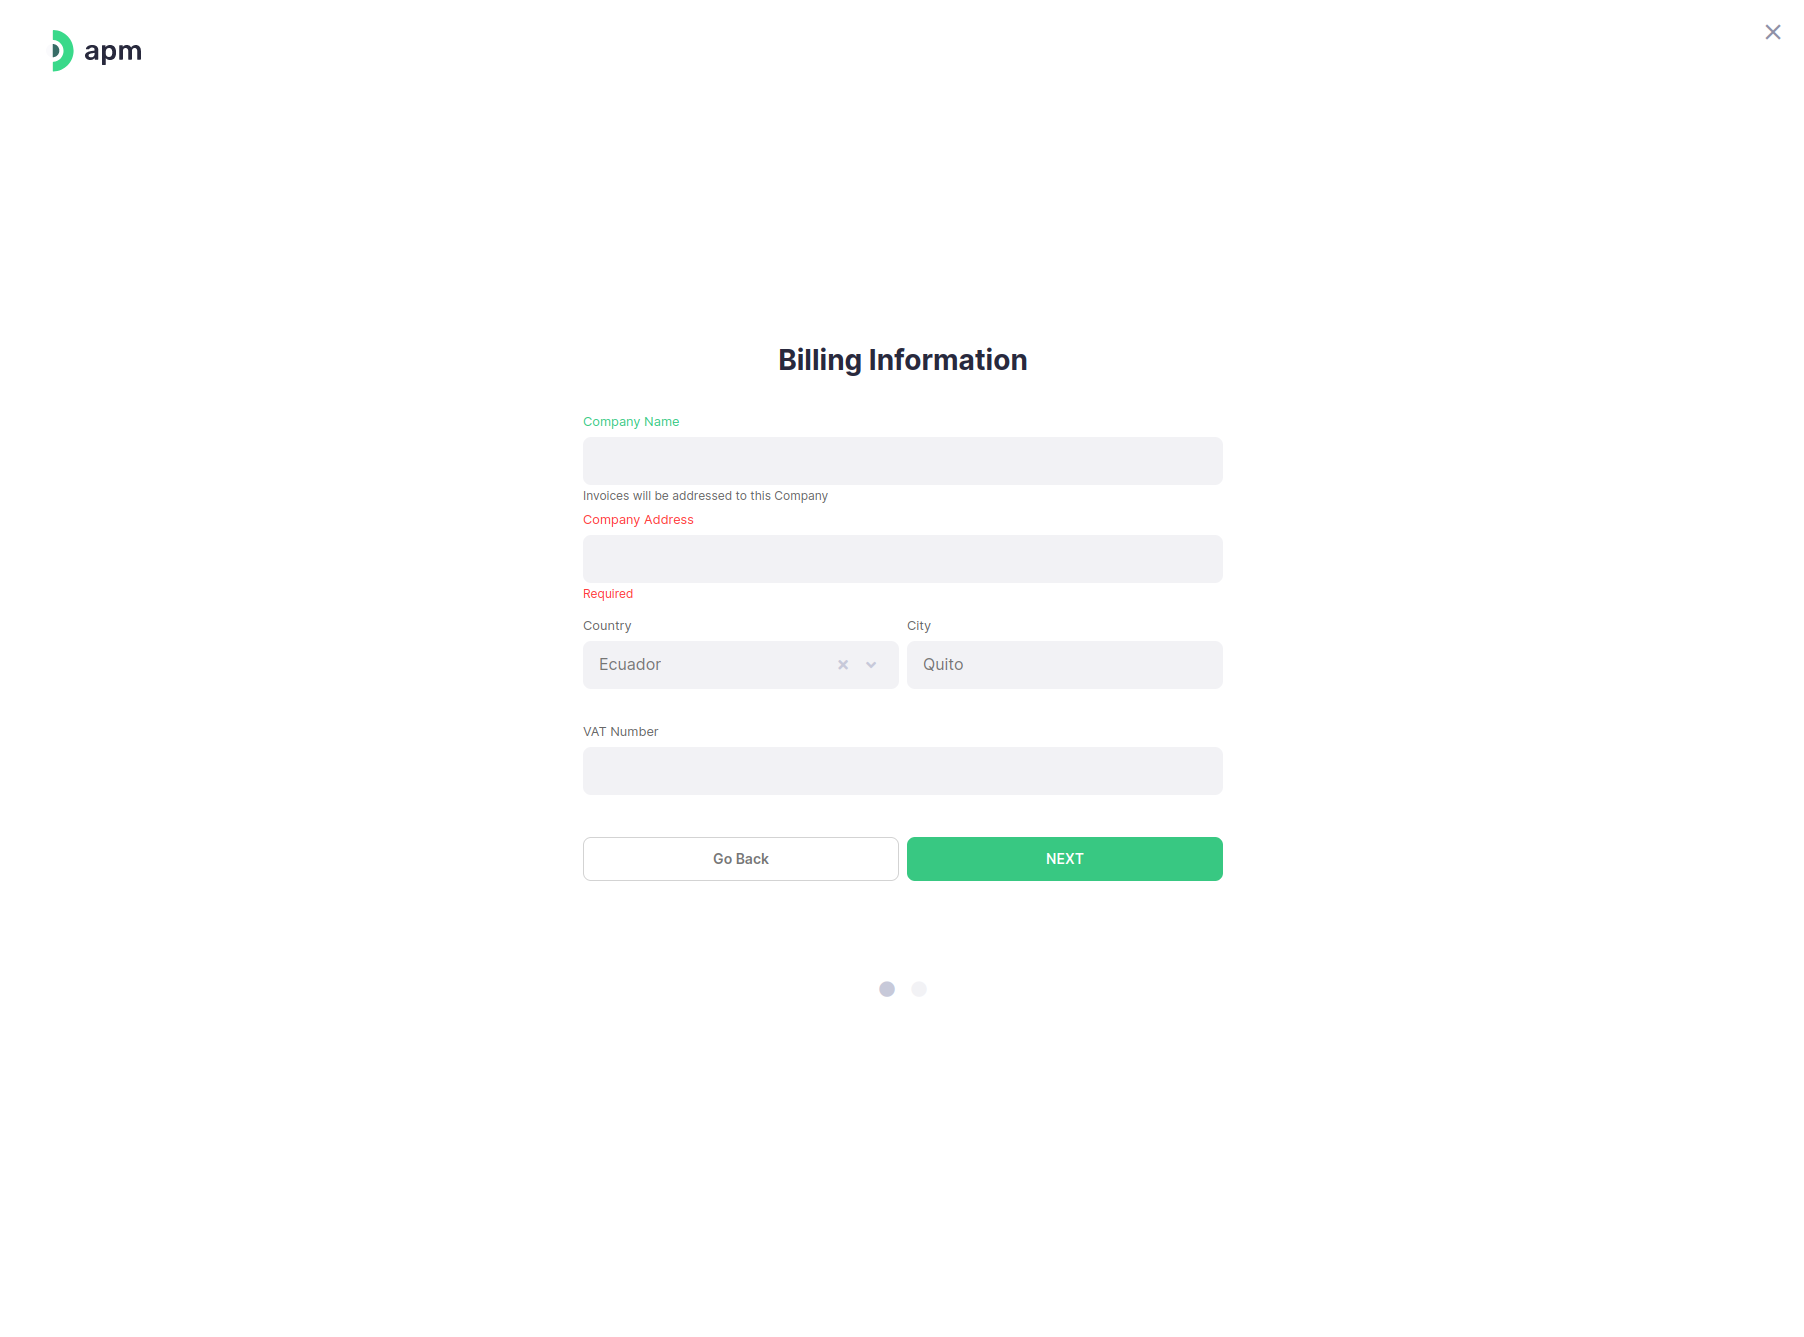 apm
Billing Information
Company Name
Invoices will be addressed to this Company
Company Address
Required
Country
City
Ecuador
Quito
VAT Number
Go Back
NEXT